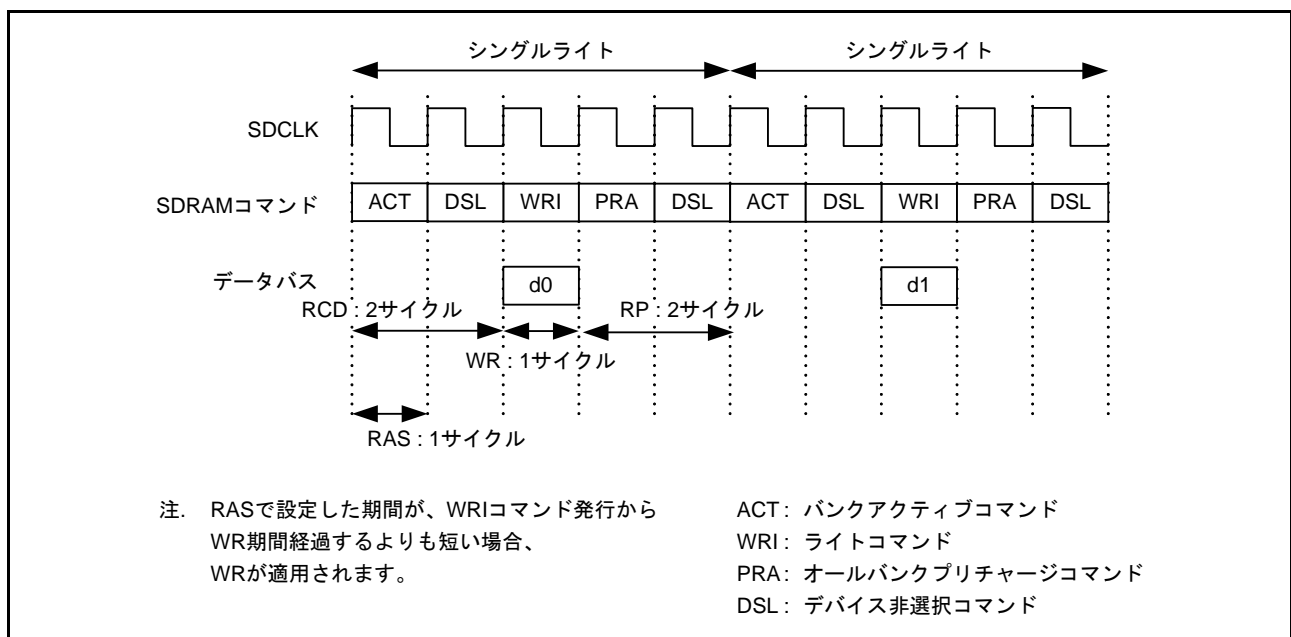 シングルライト シングルライト
SDCLK
SDRAMコマンド ACT DSL WRI PRA DSL ACT DSL WRI PRA DSL
データバス d0 d1
RCD : 2サイクル RP : 2サイクル
WR : 1サイクル
RAS : 1サイクル
注. RASで設定した期間が、WRIコマンド発行から
WR期間経過するよりも短い場合、
WRが適用されます。
ACT : バンクアクティブコマンド
WRI : ライトコマンド
PRA : オールバンクプリチャージコマンド
DSL : デバイス非選択コマンド